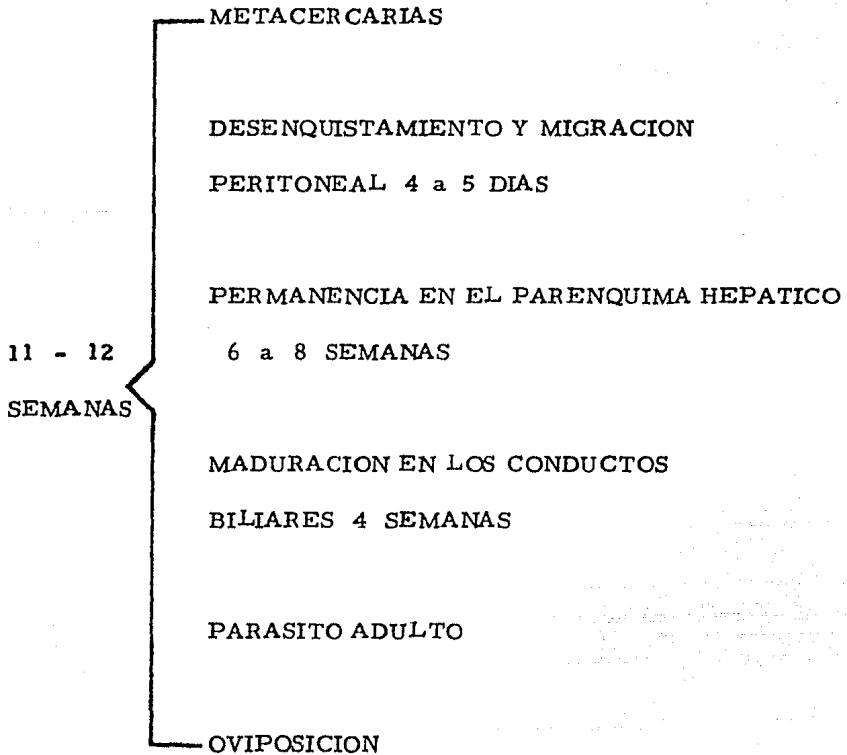 METACERCARIAS
DESENQUISTAMIENTO Y MIGRACION
PERITONEAL 4 a 5 DIAS
PERMANENCIA EN EL PARENQUIMA HEPATICO
11 - 12 6 a 8 SEMANAS
SEMANAS
MADURACION EN LOS CONDUCTOS
BILIARES 4 SEMANAS
PARASITO ADULTO
OVIPOSICION